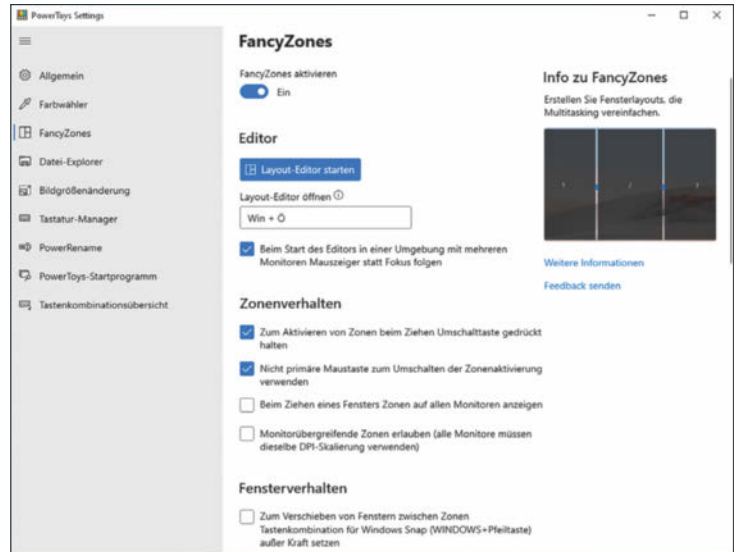 PowerToys Settings
Allgemein
Farbwähler
FancyZones
Datei-Explorer
Bildgrößenänderung
Tastatur-Manager
PowerRename
PowerToys-Startprogramm
Tastenkombinationsübersicht
FancyZones
FancyZones aktivieren
Ein
Editor
Layout-Editor starten
Layout-Editor öffnen
Win + Ö
Beim Start des Editors in einer Umgebung mit mehreren
Monitoren Mauszeiger statt Fokus folgen
Zonenverhalten
Zum Aktivieren von Zonen beim Ziehen Umschalttaste gedrückt
halten
Nicht primäre Maustaste zum Umschalten der Zonenaktivierung
verwenden
Beim Ziehen eines Fensters Zonen auf allen Monitoren anzeigen
Monitorübergreifende Zonen erlauben (alle Monitore müssen
dieselbe DPI-Skalierung verwenden)
Fensterverhalten
Zum Verschieben von Fenstern zwischen Zonen
Tastenkombination für Windows Snap (WINDOWS+Pfeiltaste)
außer Kraft setzen
Info zu FancyZones
Erstellen Sie Fensterlayouts, die
Multitasking vereinfachen.
1 2 3
Weitere Informationen
Feedback senden